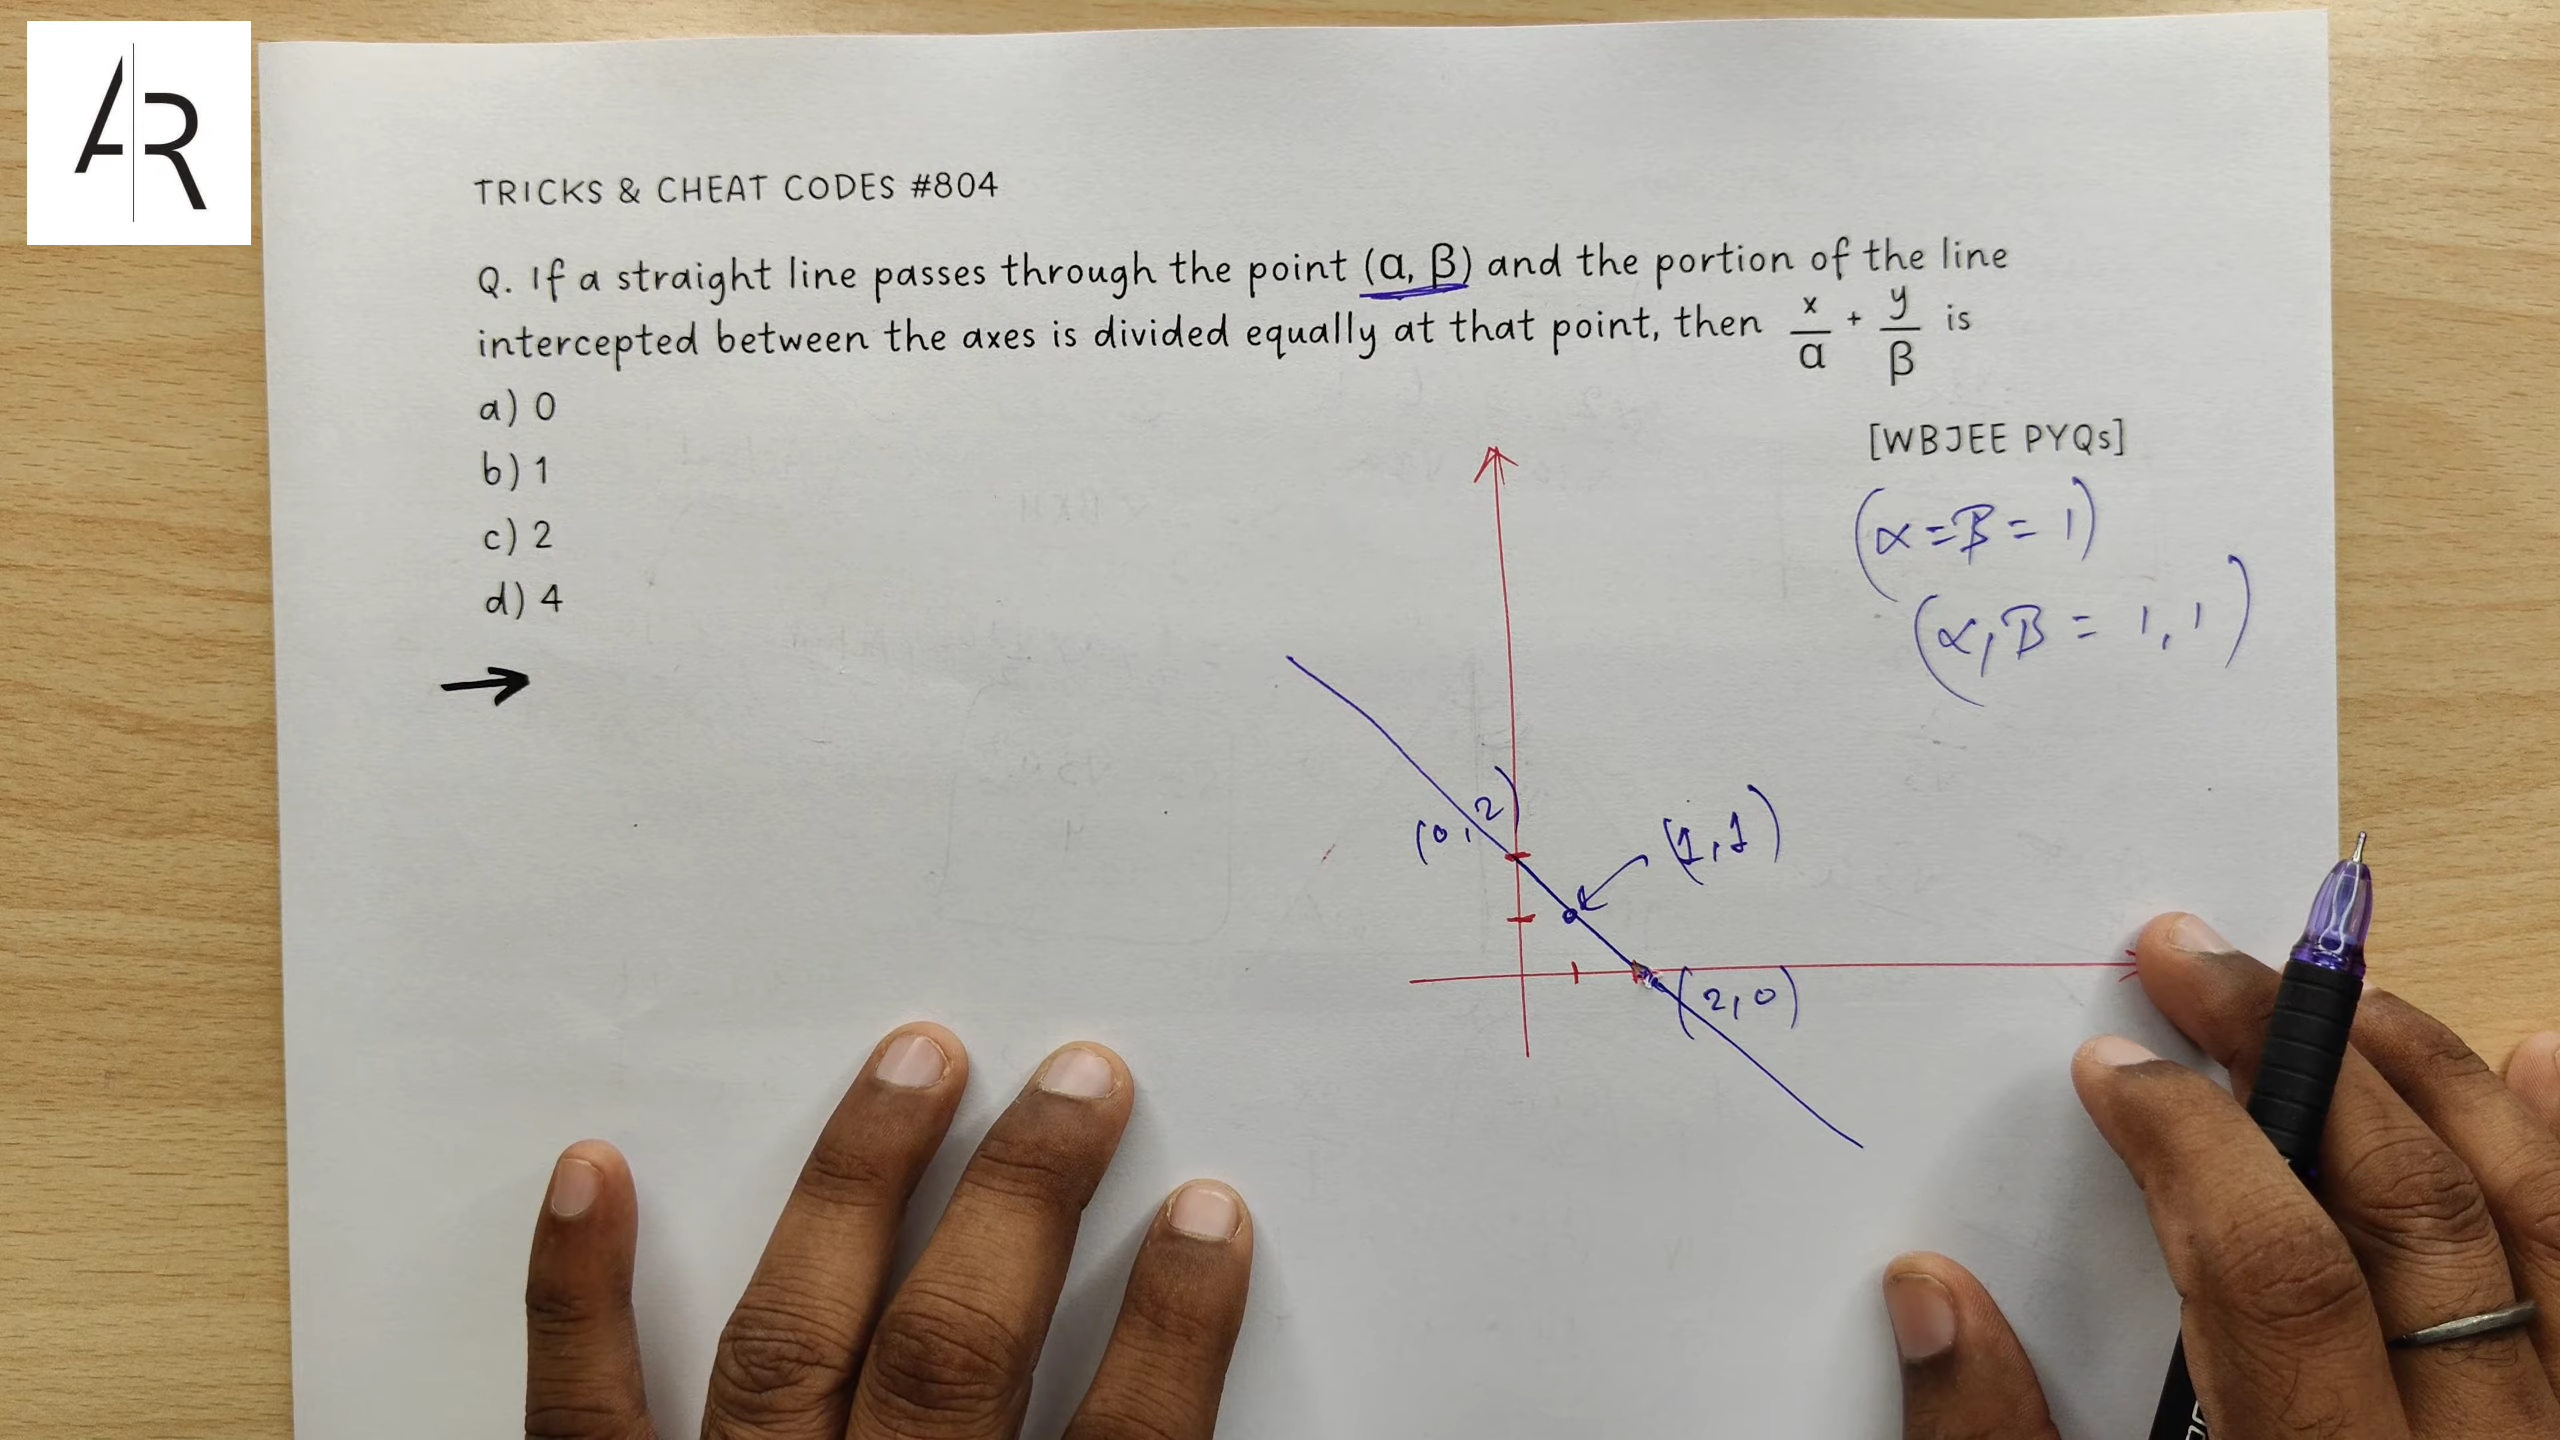 AR
TRICKS & CHEAT CODES #804
Q. If a straight line passes through the point (α, β) and the portion of the line
intercepted between the axes is divided equally at that point, then x/α + y/β is
a) 0
b) 1
c) 2
d) 4
[WBJEE PYQs]
(α = β = 1)
(α, β = 1, 1)
→
(0, 2)
(1, 1)
(2, 0)